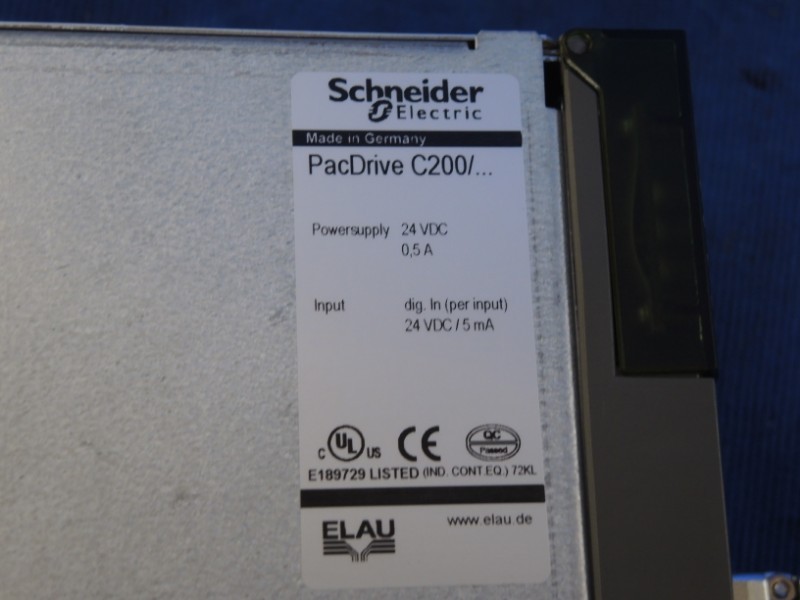 Schneider
Electric
Made in Germany
PacDrive C200/...
Powersupply 24 VDC
0,5 A
Input dig. In (per input)
24 VDC / 5 mA
c UL US CE QC
Passed
E189729 LISTED (IND. CONT.EQ.) 72KL
ELAU
www.elau.de